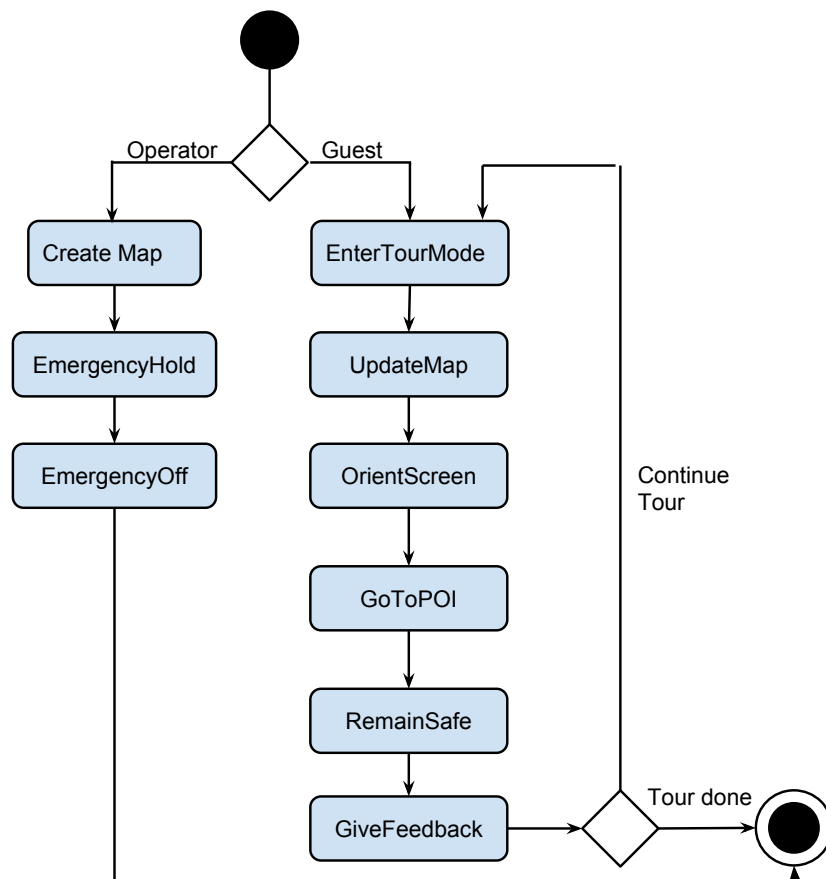 Operator
Guest
Create Map
EnterTourMode
EmergencyHold
UpdateMap
EmergencyOff
OrientScreen
Continue
Tour
GoToPOI
RemainSafe
Tour done
GiveFeedback